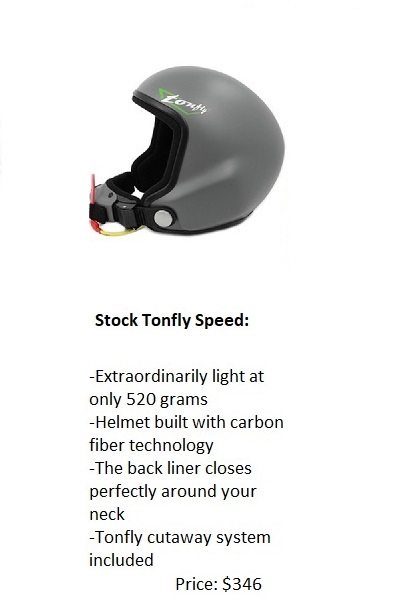 tonfly
Stock Tonfly Speed:
-Extraordinarily light at
only 520 grams
-Helmet built with carbon
fiber technology
-The back liner closes
perfectly around your
neck
-Tonfly cutaway system
included
Price: $346